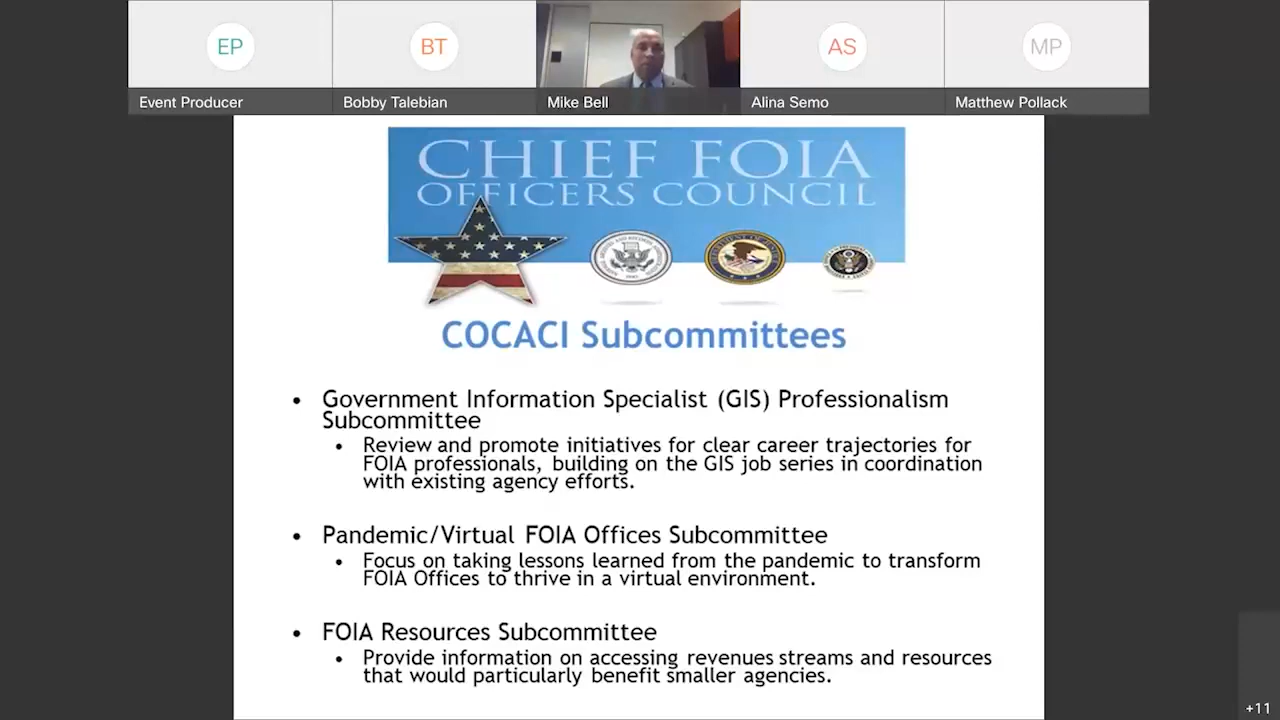 EP
BT
AS
MP
Event Producer
Bobby Talebian
Mike Bell
Alina Semo
Matthew Pollack
CHIEF FOIA
OFFICERS COUNCIL
COCACI Subcommittees
• Government Information Specialist (GIS) Professionalism
Subcommittee
• Review and promote initiatives for clear career trajectories for
FOIA professionals, building on the GIS job series in coordination
with existing agency efforts.
• Pandemic/Virtual FOIA Offices Subcommittee
• Focus on taking lessons learned from the pandemic to transform
FOIA Offices to thrive in a virtual environment.
• FOIA Resources Subcommittee
• Provide information on accessing revenues streams and resources
that would particularly benefit smaller agencies.
+11